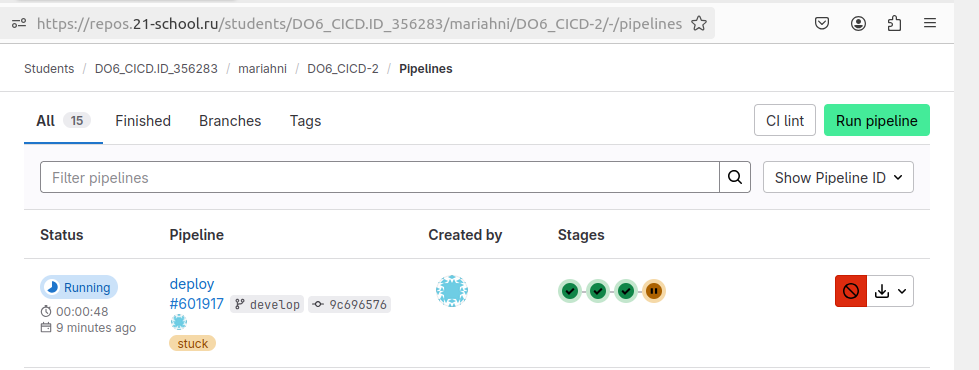 https://repos.21-school.ru/students/DO6_CICD.ID_356283/mariahni/DO6_CICD-2/-/pipelines
Students / DO6_CICD.ID_356283 / mariahni / DO6_CICD-2 / Pipelines
All 15 Finished Branches Tags CI lint Run pipeline
Filter pipelines Show Pipeline ID
Status Pipeline Created by Stages
Running deploy
#601917 develop 9c696576
00:00:48
9 minutes ago
stuck